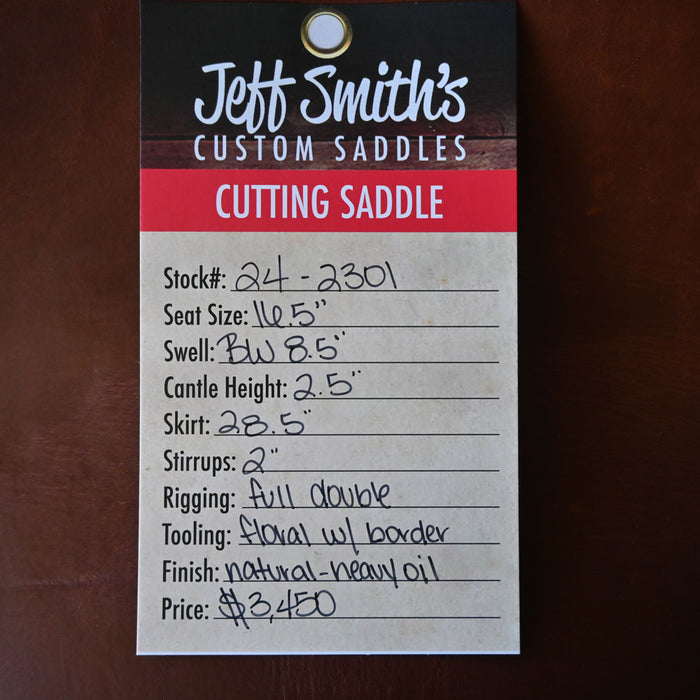 Jeff Smith's
CUSTOM SADDLES
CUTTING SADDLE
Stock#: 24-2301
Seat Size: 16.5"
Swell: BW 8.5"
Cantle Height: 2.5"
Skirt: 28.5"
Stirrups: 2"
Rigging: full double
Tooling: floral w/ border
Finish: natural-heavy oil
Price: $3,450